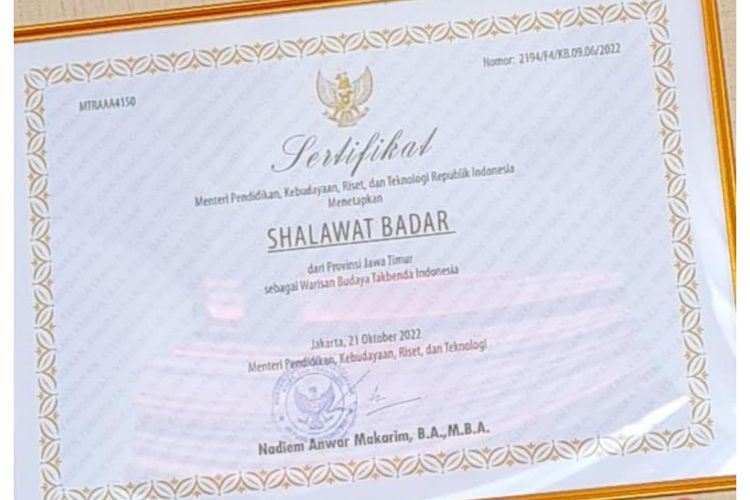 MTRAAA4150
Nomor: 2194/F4/KB.09.06/2022
Sertifikat
Menteri Pendidikan, Kebudayaan, Riset, dan Teknologi Republik Indonesia
Menetapkan
SHALAWAT BADAR
dari Provinsi Jawa Timur
sebagai Warisan Budaya Takbenda Indonesia
Jakarta, 21 Oktober 2022
Menteri Pendidikan, Kebudayaan, Riset, dan Teknologi
Nadiem Anwar Makarim, B.A.,M.B.A.